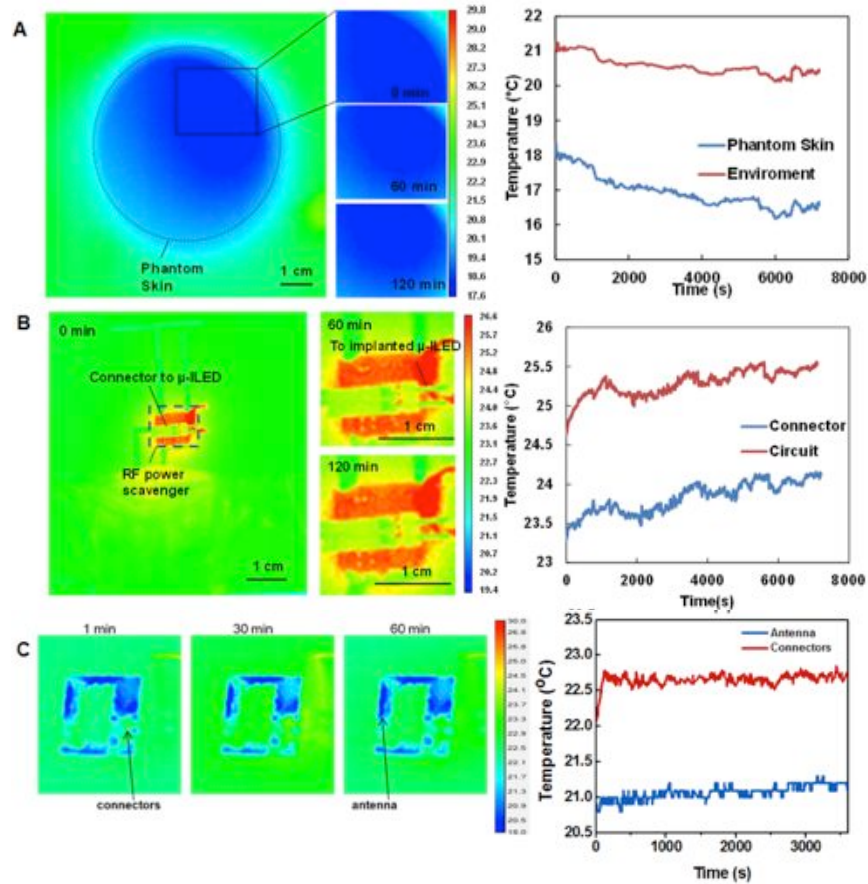 A
0 min
60 min
120 min
Phantom
Skin
1 cm
29.8
29.0
28.2
27.3
26.5
25.9
25.1
24.3
23.6
22.9
22.2
21.5
20.8
20.1
19.4
18.6
17.6
Temperature (°C)
22
21
20
19
18
17
16
15
Phantom Skin
Enviroment
0
2000
4000
6000
8000
Time (s)
B
0 min
Connector to μ-ILED
RF power
scavenger
1 cm
60 min
To implanted μ-ILED
1 cm
120 min
1 cm
26.6
26.1
25.7
25.2
24.9
24.4
24.0
23.6
23.1
22.7
22.3
21.9
21.5
21.1
20.7
20.2
19.4
Temperature (°C)
26
25.5
25
24.5
24
23.5
23
Connector
Circuit
0
2000
4000
6000
8000
Time(s)
C
1 min
30 min
60 min
connectors
antenna
Temperature (°C)
23.5
23.0
22.5
22.0
21.5
21.0
20.5
Antenna
Connectors
0
1000
2000
3000
Time (s)